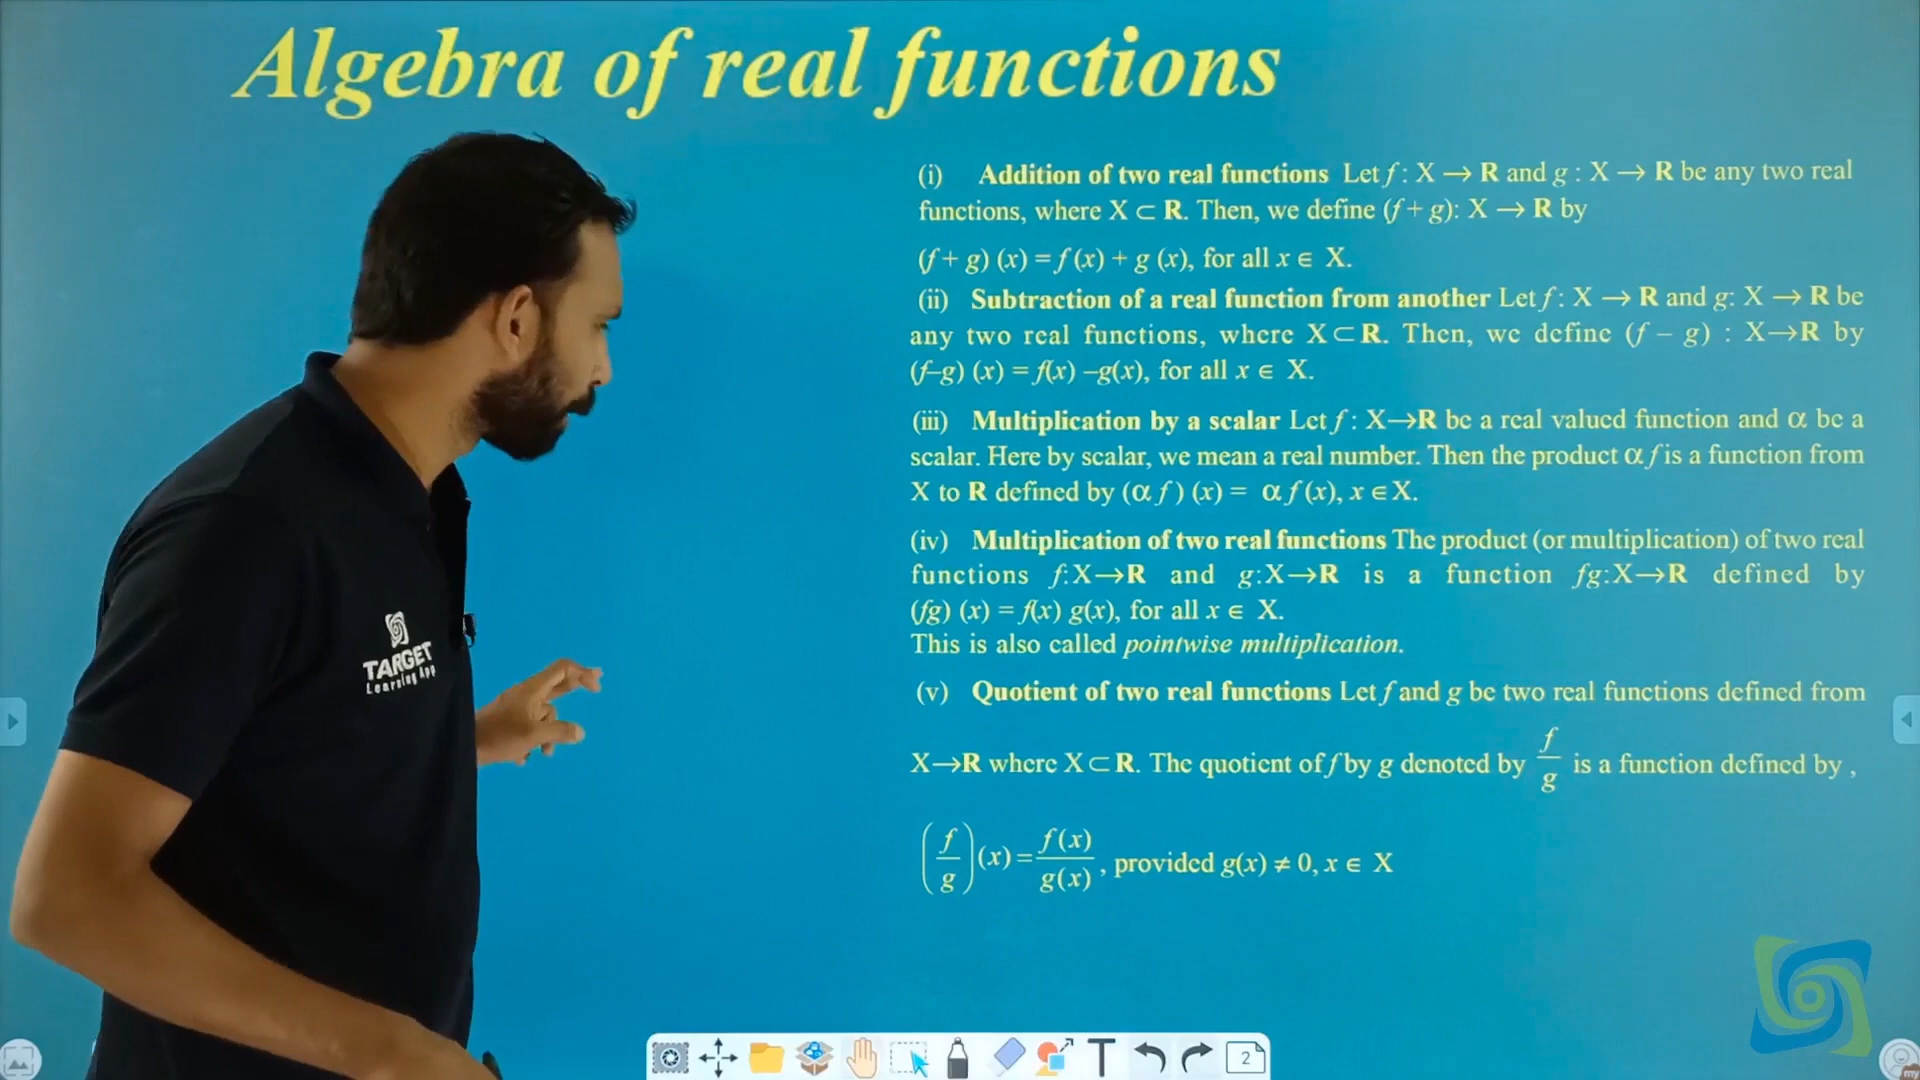 Algebra of real functions
(i) Addition of two real functions Let f : X → R and g : X → R be any two real
functions, where X ⊂ R. Then, we define (f + g): X → R by
(f + g) (x) = f (x) + g (x), for all x ∈ X.
(ii) Subtraction of a real function from another Let f : X → R and g: X → R be
any two real functions, where X ⊂ R. Then, we define (f – g) : X→R by
(f–g) (x) = f(x) –g(x), for all x ∈ X.
(iii) Multiplication by a scalar Let f : X→R be a real valued function and α be a
scalar. Here by scalar, we mean a real number. Then the product α f is a function from
X to R defined by (α f ) (x) = α f (x), x ∈ X.
(iv) Multiplication of two real functions The product (or multiplication) of two real
functions f:X→R and g:X→R is a function fg:X→R defined by
(fg) (x) = f(x) g(x), for all x ∈ X.
This is also called pointwise multiplication.
(v) Quotient of two real functions Let f and g be two real functions defined from
X→R where X ⊂ R. The quotient of f by g denoted by f/g is a function defined by ,
(f/g)(x) = f(x)/g(x), provided g(x) ≠ 0, x ∈ X
TARGET
Learning App
T
2
my